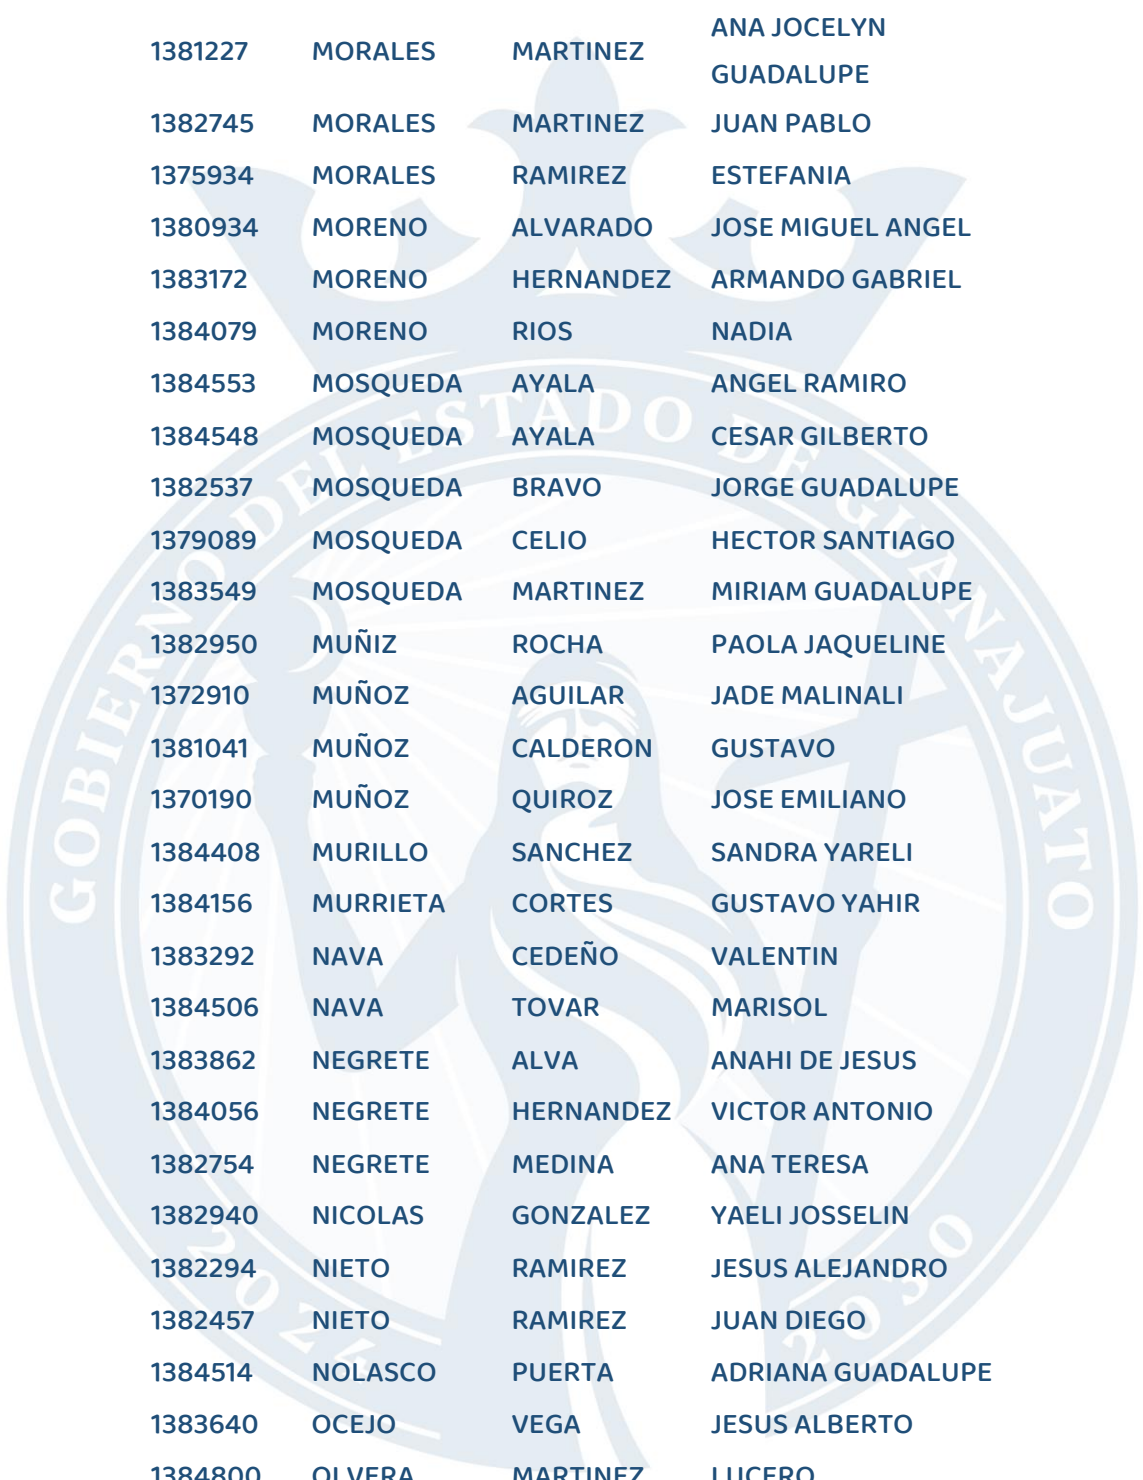 1381227 MORALES MARTINEZ ANA JOCELYN
GUADALUPE
1382745 MORALES MARTINEZ JUAN PABLO
1375934 MORALES RAMIREZ ESTEFANIA
1380934 MORENO ALVARADO JOSE MIGUEL ANGEL
1383172 MORENO HERNANDEZ ARMANDO GABRIEL
1384079 MORENO RIOS NADIA
1384553 MOSQUEDA AYALA ANGEL RAMIRO
1384548 MOSQUEDA AYALA CESAR GILBERTO
1382537 MOSQUEDA BRAVO JORGE GUADALUPE
1379089 MOSQUEDA CELIO HECTOR SANTIAGO
1383549 MOSQUEDA MARTINEZ MIRIAM GUADALUPE
1382950 MUÑIZ ROCHA PAOLA JAQUELINE
1372910 MUÑOZ AGUILAR JADE MALINALI
1381041 MUÑOZ CALDERON GUSTAVO
1370190 MUÑOZ QUIROZ JOSE EMILIANO
1384408 MURILLO SANCHEZ SANDRA YARELI
1384156 MURRIETA CORTES GUSTAVO YAHIR
1383292 NAVA CEDEÑO VALENTIN
1384506 NAVA TOVAR MARISOL
1383862 NEGRETE ALVA ANAHI DE JESUS
1384056 NEGRETE HERNANDEZ VICTOR ANTONIO
1382754 NEGRETE MEDINA ANA TERESA
1382940 NICOLAS GONZALEZ YAELI JOSSELIN
1382294 NIETO RAMIREZ JESUS ALEJANDRO
1382457 NIETO RAMIREZ JUAN DIEGO
1384514 NOLASCO PUERTA ADRIANA GUADALUPE
1383640 OCEJO VEGA JESUS ALBERTO
1384800 OLVERA MARTINEZ LUCERO
GOBIERNO DEL ESTADO DE GUANAJUATO
2024 2030